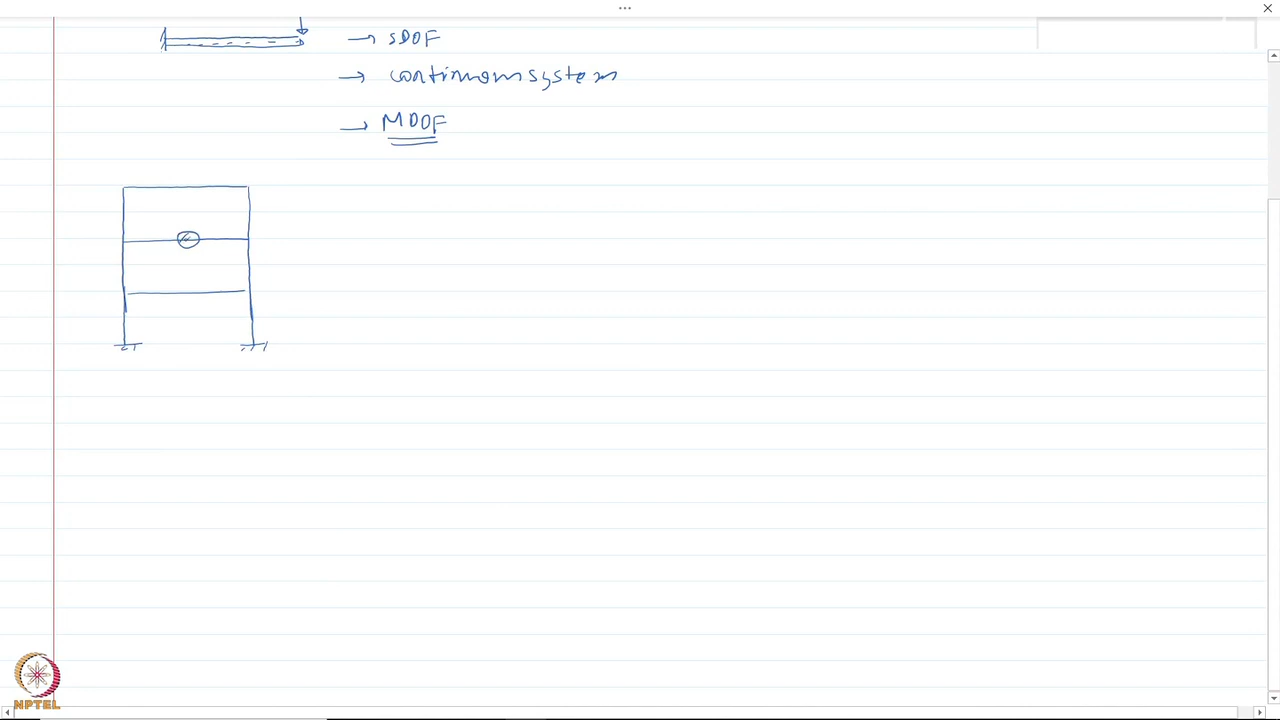 → SDOF
→ continuous system
→ MDOF
NPTEL